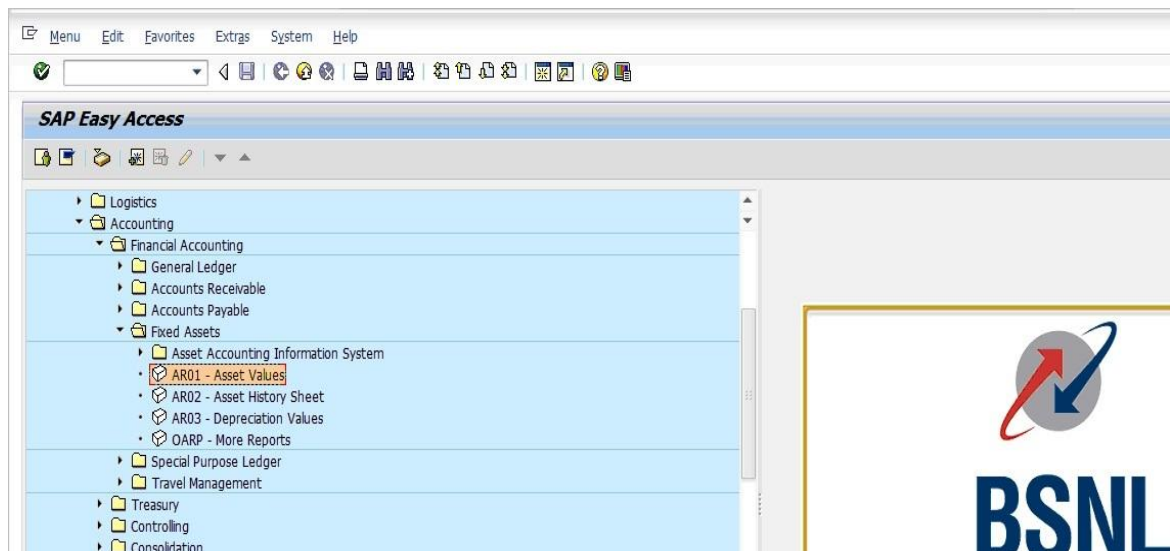 Menu Edit Favorites Extras System Help
SAP Easy Access
Logistics
Accounting
Financial Accounting
General Ledger
Accounts Receivable
Accounts Payable
Fixed Assets
Asset Accounting Information System
AR01 - Asset Values
AR02 - Asset History Sheet
AR03 - Depreciation Values
OARP - More Reports
Special Purpose Ledger
Travel Management
Treasury
Controlling
Consolidation
BSNL